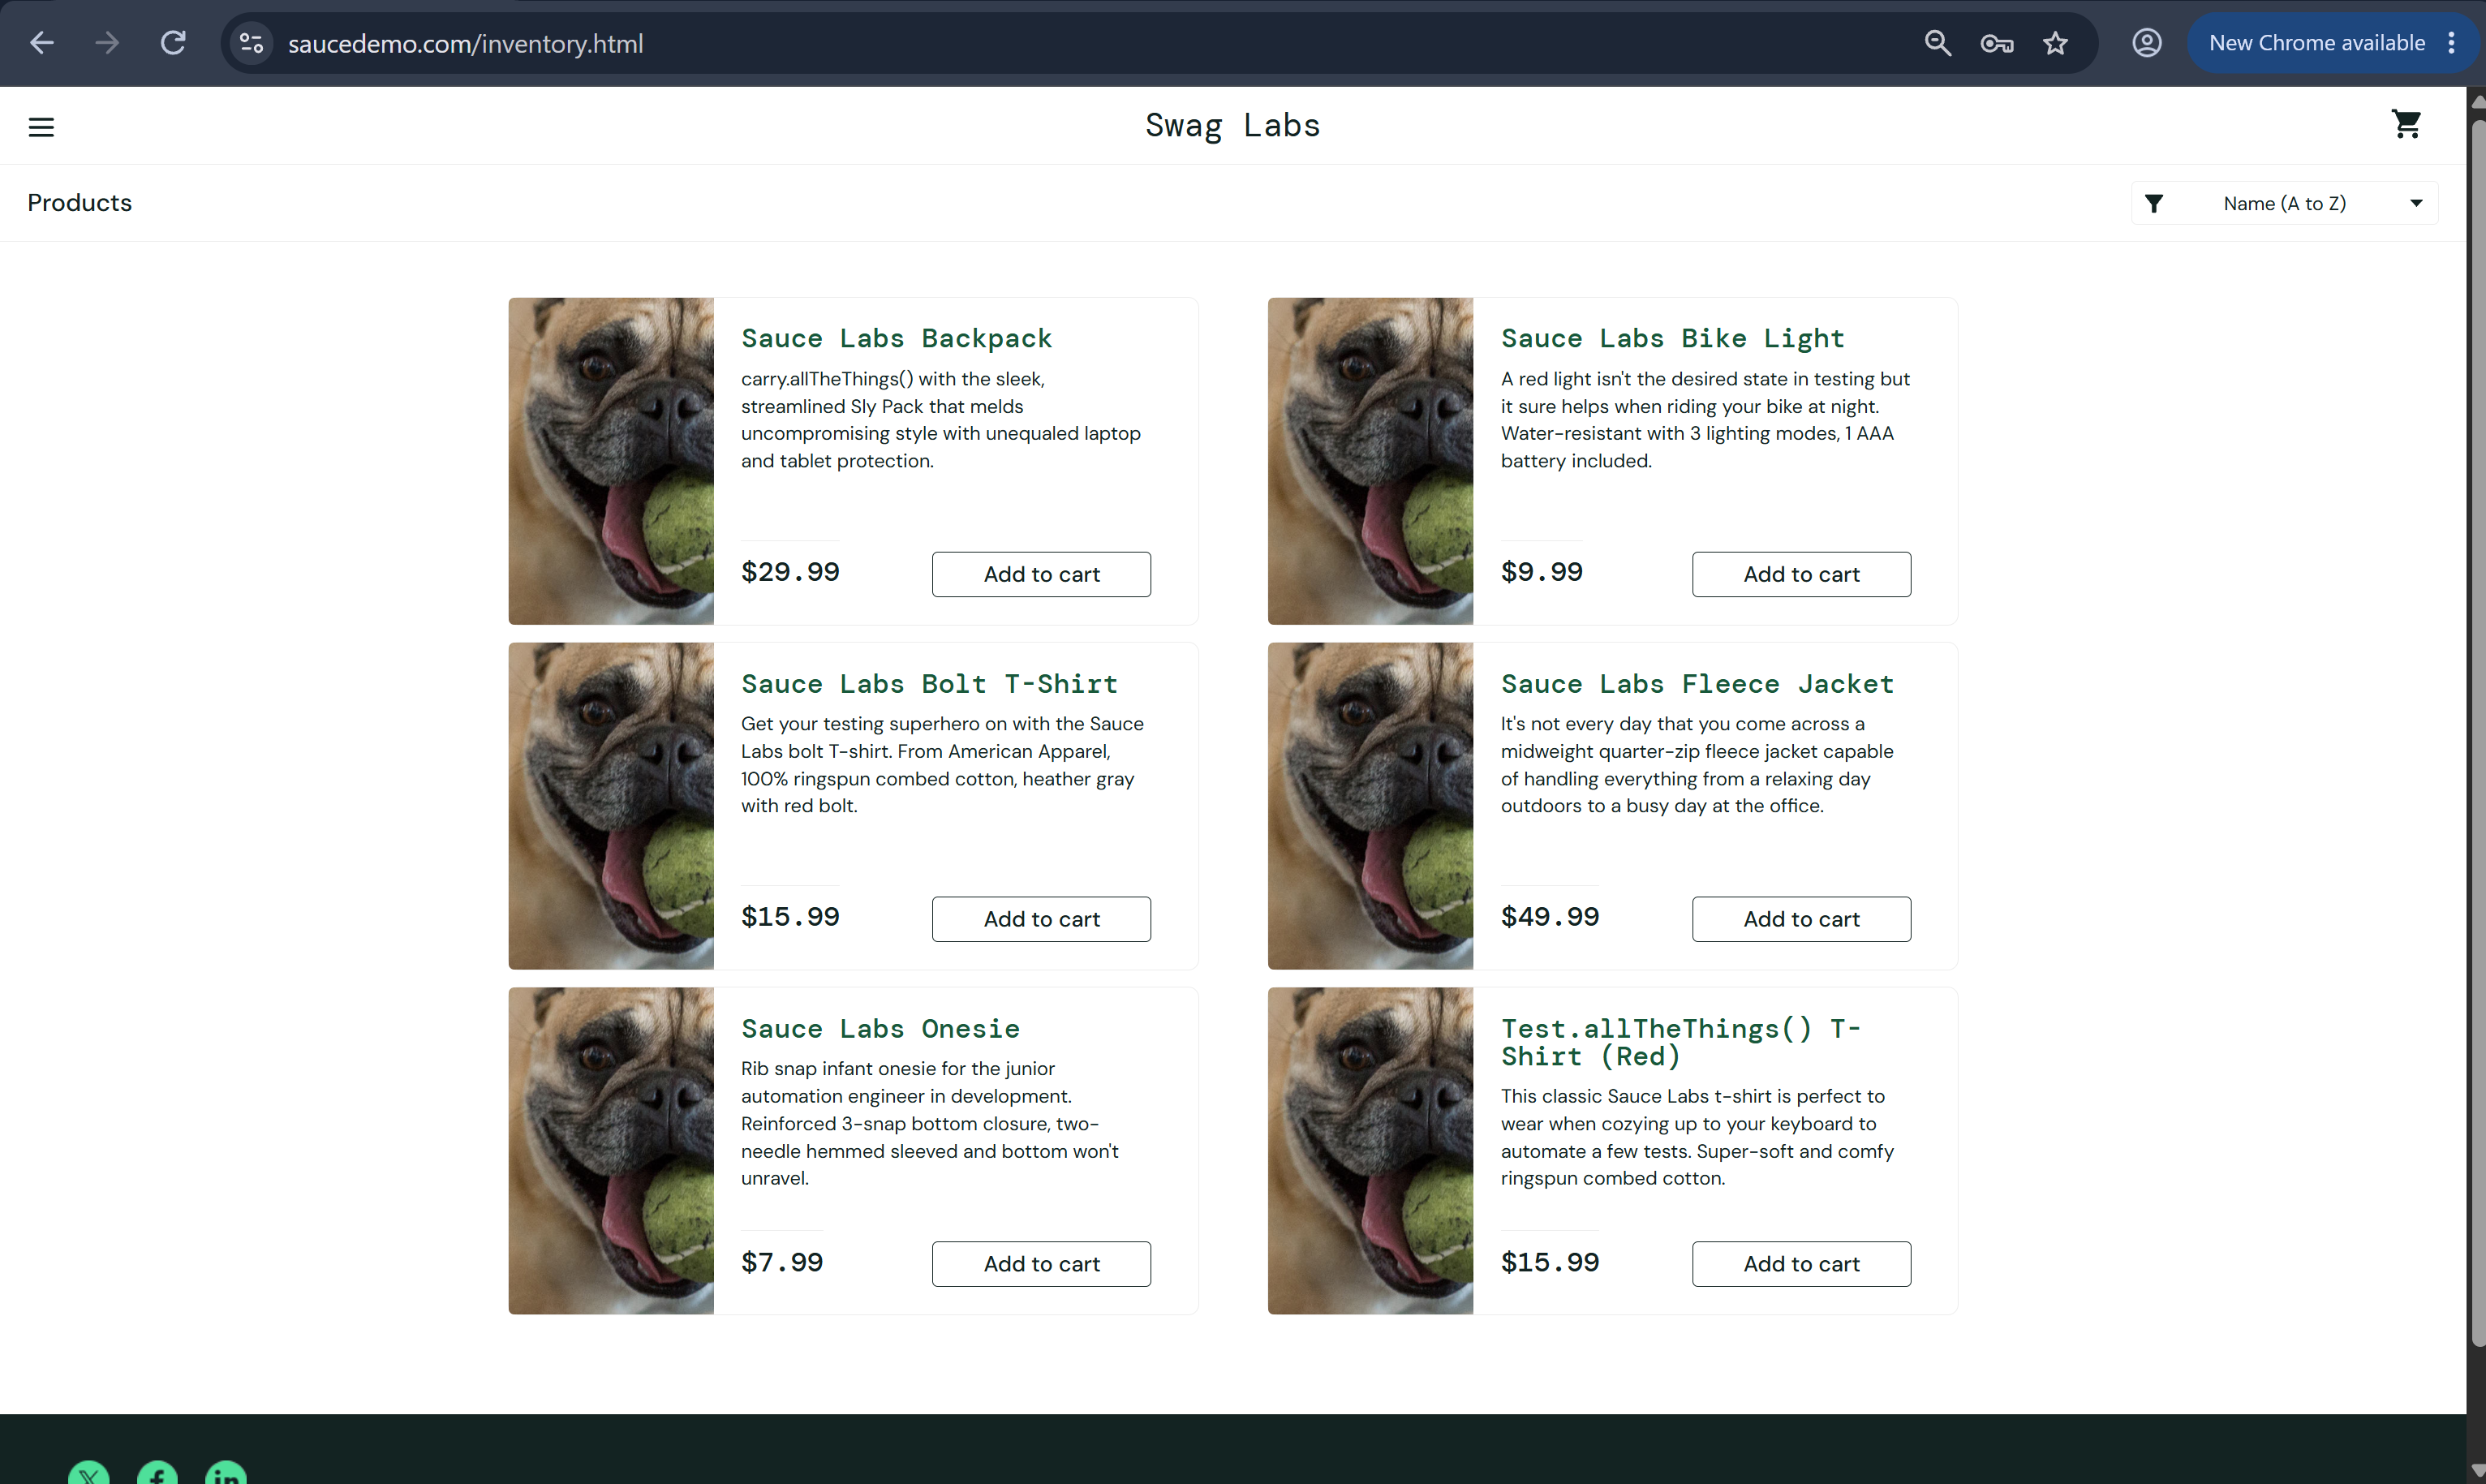 saucedemo.com/inventory.html
New Chrome available
Swag Labs
Products
Name (A to Z)
Sauce Labs Backpack
carry.allTheThings() with the sleek,
streamlined Sly Pack that melds
uncompromising style with unequaled laptop
and tablet protection.
$29.99
Add to cart
Sauce Labs Bike Light
A red light isn't the desired state in testing but
it sure helps when riding your bike at night.
Water-resistant with 3 lighting modes, 1 AAA
battery included.
$9.99
Add to cart
Sauce Labs Bolt T-Shirt
Get your testing superhero on with the Sauce
Labs bolt T-shirt. From American Apparel,
100% ringspun combed cotton, heather gray
with red bolt.
$15.99
Add to cart
Sauce Labs Fleece Jacket
It's not every day that you come across a
midweight quarter-zip fleece jacket capable
of handling everything from a relaxing day
outdoors to a busy day at the office.
$49.99
Add to cart
Sauce Labs Onesie
Rib snap infant onesie for the junior
automation engineer in development.
Reinforced 3-snap bottom closure, two-
needle hemmed sleeved and bottom won't
unravel.
$7.99
Add to cart
Test.allTheThings() T-
Shirt (Red)
This classic Sauce Labs t-shirt is perfect to
wear when cozying up to your keyboard to
automate a few tests. Super-soft and comfy
ringspun combed cotton.
$15.99
Add to cart